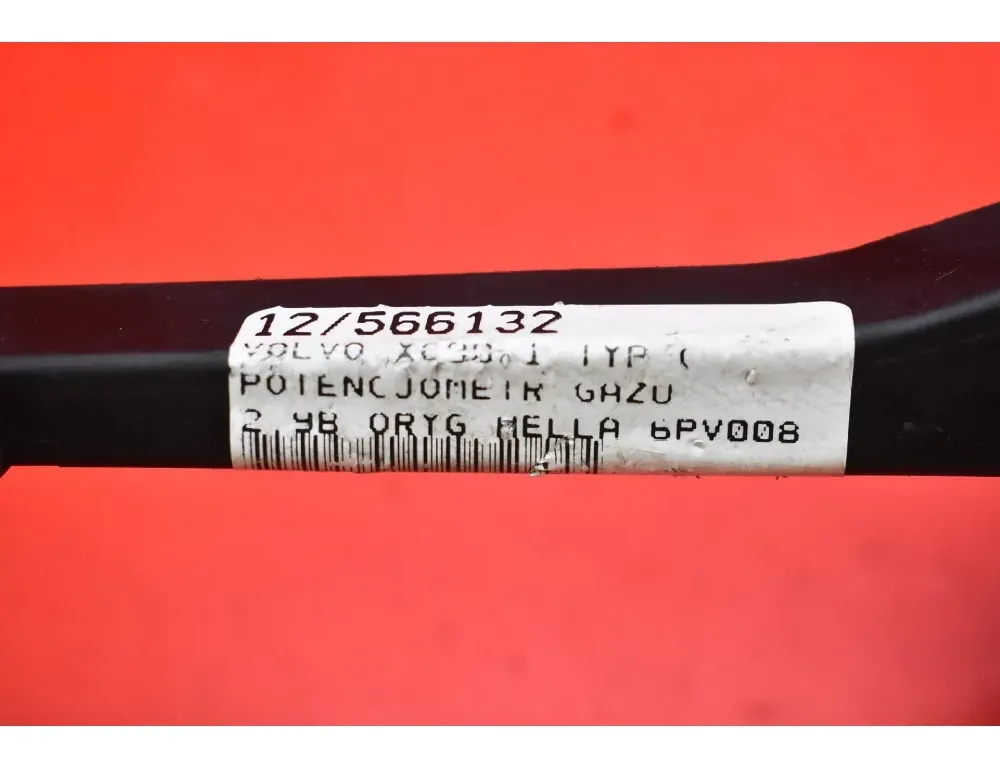 12/566132
VOLVO XC90 1 TYP C
POTENCJOMETR GAZU
2 9B ORYG HELLA 6PV008